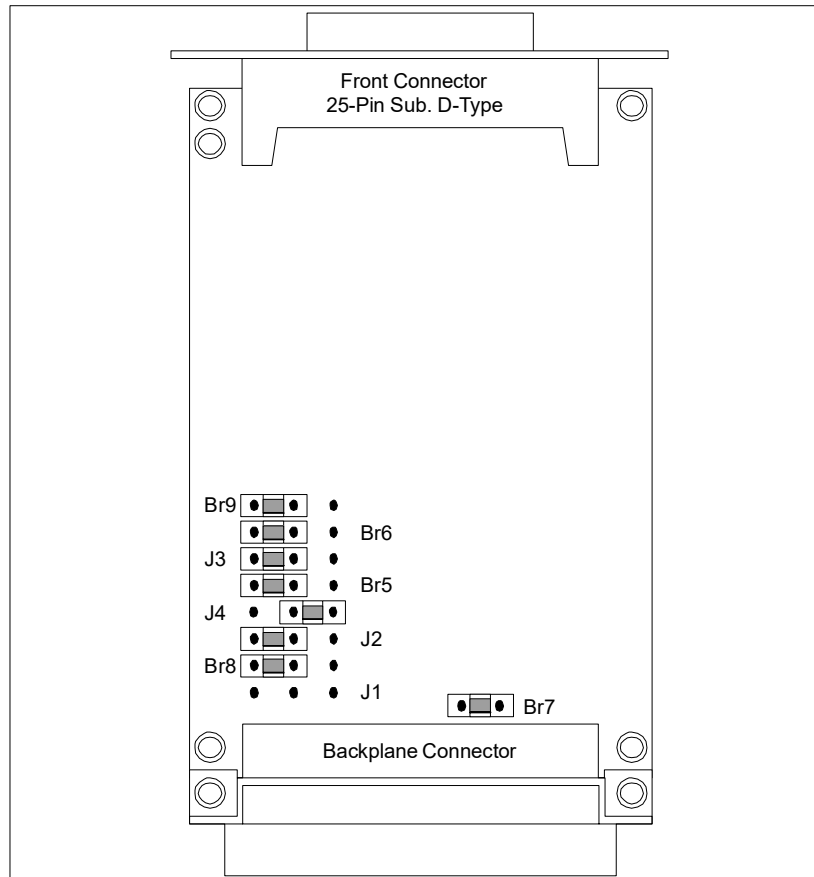 Front Connector
25-Pin Sub. D-Type
Br9
Br6
J3
Br5
J4
J2
Br8
J1
Br7
Backplane Connector